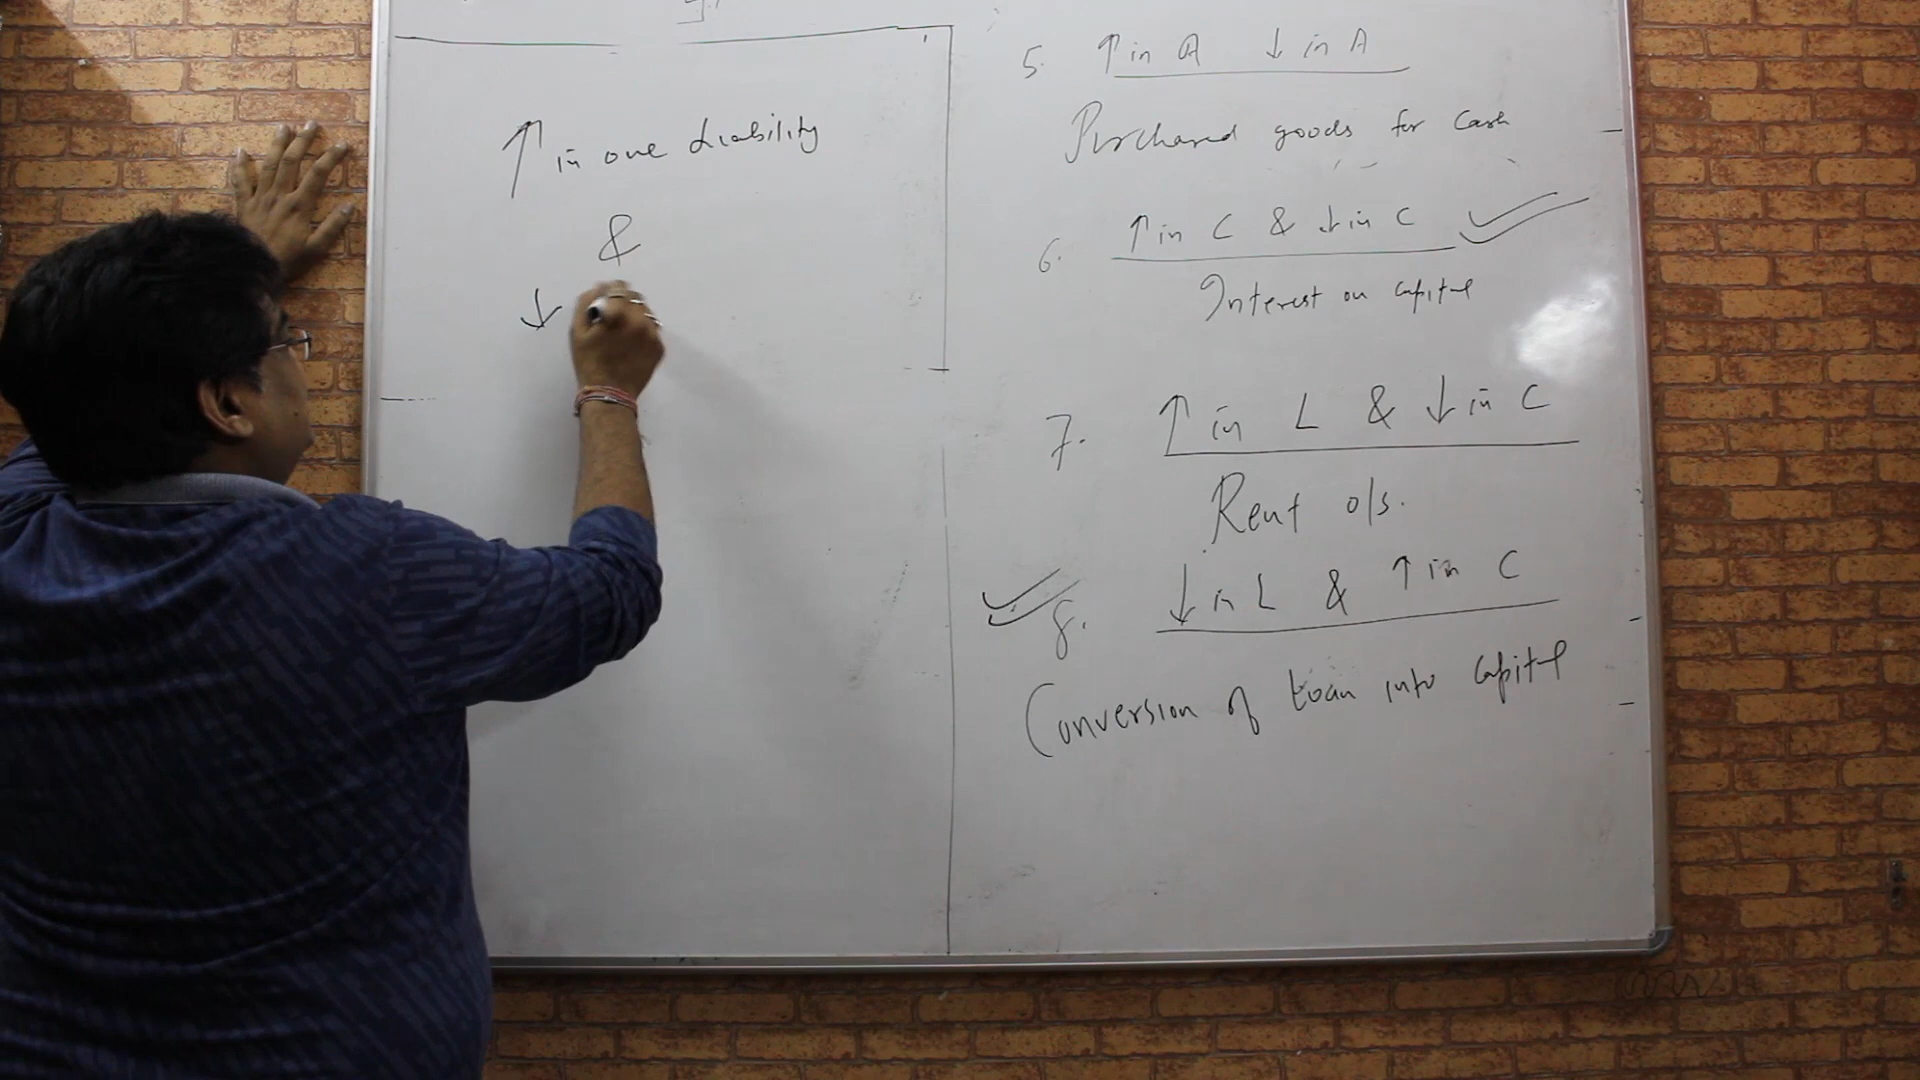 ↑ in one Liability
&
↓
5. ↑ in A ↓ in A
Purchased goods for cash
6. ↑ in C & ↓ in C
Interest on capital
7. ↑ in L & ↓ in C
Rent o/s.
8. ↓ in L & ↑ in C
Conversion of loan into capital